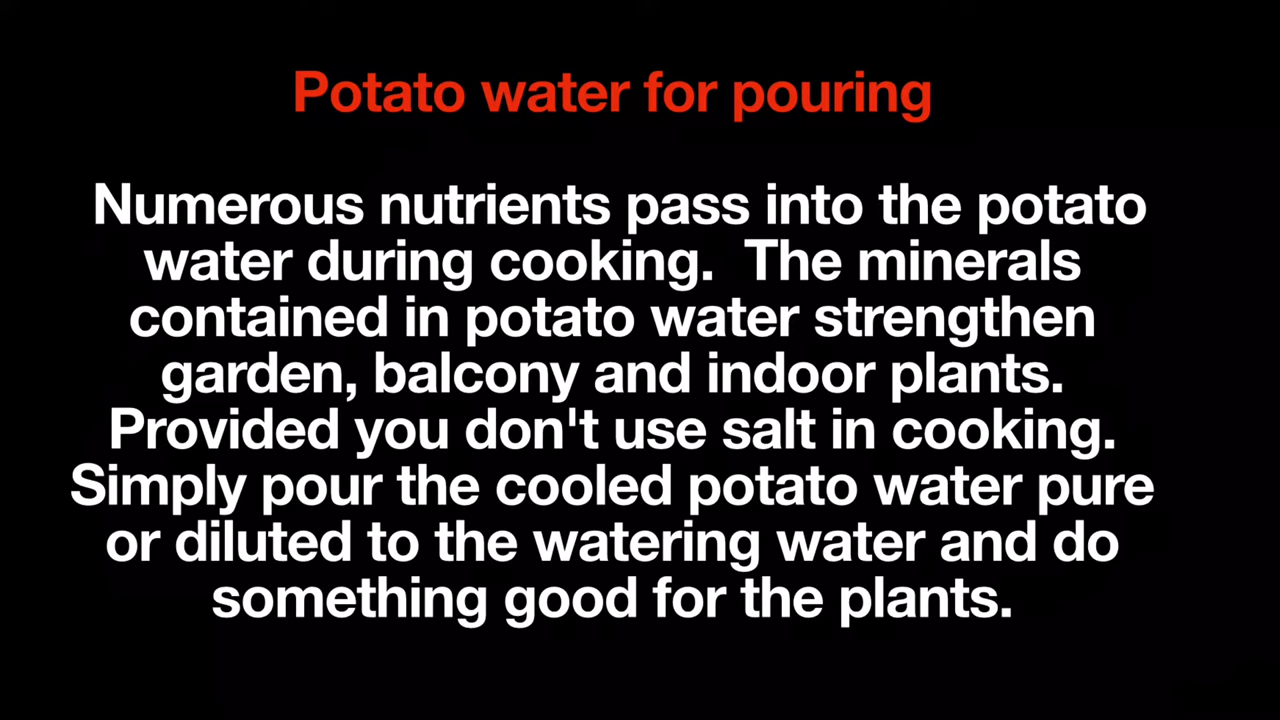 Potato water for pouring
Numerous nutrients pass into the potato
water during cooking.  The minerals
contained in potato water strengthen
garden, balcony and indoor plants.
Provided you don't use salt in cooking.
Simply pour the cooled potato water pure
or diluted to the watering water and do
something good for the plants.